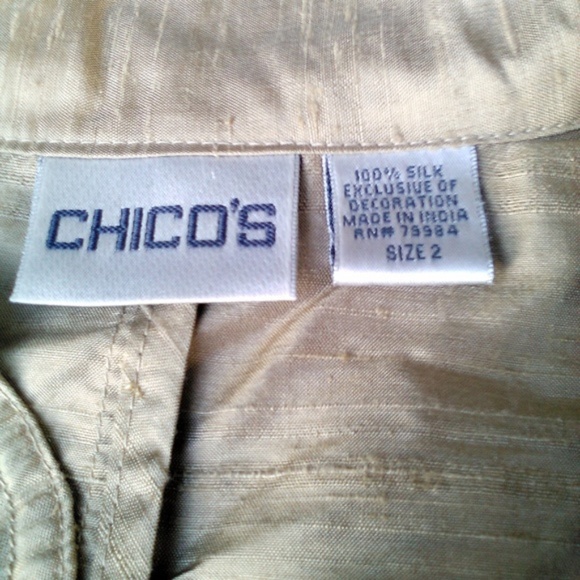 CHICO'S
100% SILK
EXCLUSIVE OF
DECORATION
MADE IN INDIA
RN# 79984
SIZE 2